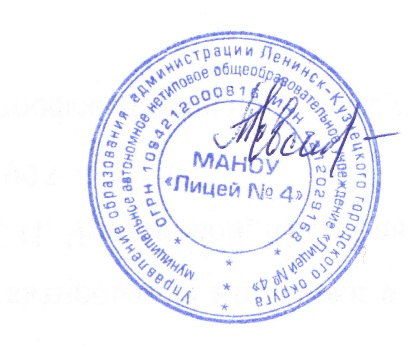 Управление образования администрации Ленинск-Кузнецкого городского округа
муниципальное автономное нетиповое общеобразовательное учреждение «Лицей № 4»
ОГРН 1094212000816
МАНОУ
«Лицей № 4»